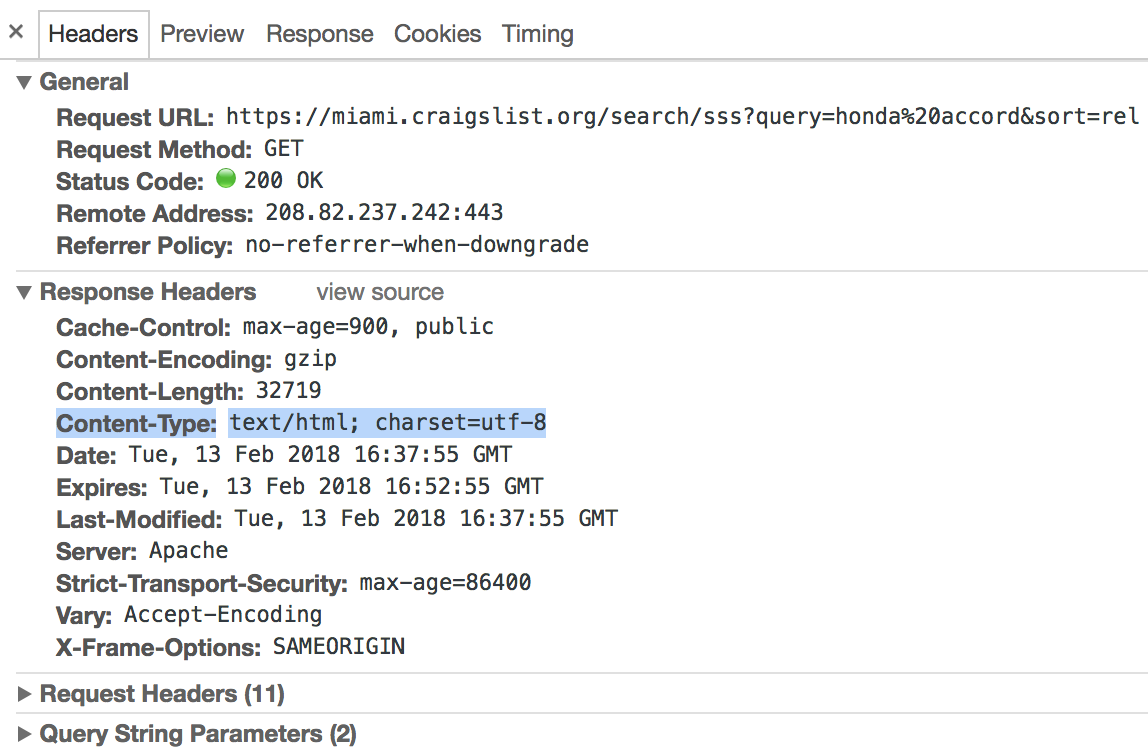 × Headers Preview Response Cookies Timing
▼ General
Request URL: https://miami.craigslist.org/search/sss?query=honda%20accord&sort=rel
Request Method: GET
Status Code: 200 OK
Remote Address: 208.82.237.242:443
Referrer Policy: no-referrer-when-downgrade
▼ Response Headers view source
Cache-Control: max-age=900, public
Content-Encoding: gzip
Content-Length: 32719
Content-Type: text/html; charset=utf-8
Date: Tue, 13 Feb 2018 16:37:55 GMT
Expires: Tue, 13 Feb 2018 16:52:55 GMT
Last-Modified: Tue, 13 Feb 2018 16:37:55 GMT
Server: Apache
Strict-Transport-Security: max-age=86400
Vary: Accept-Encoding
X-Frame-Options: SAMEORIGIN
▶ Request Headers (11)
▶ Query String Parameters (2)